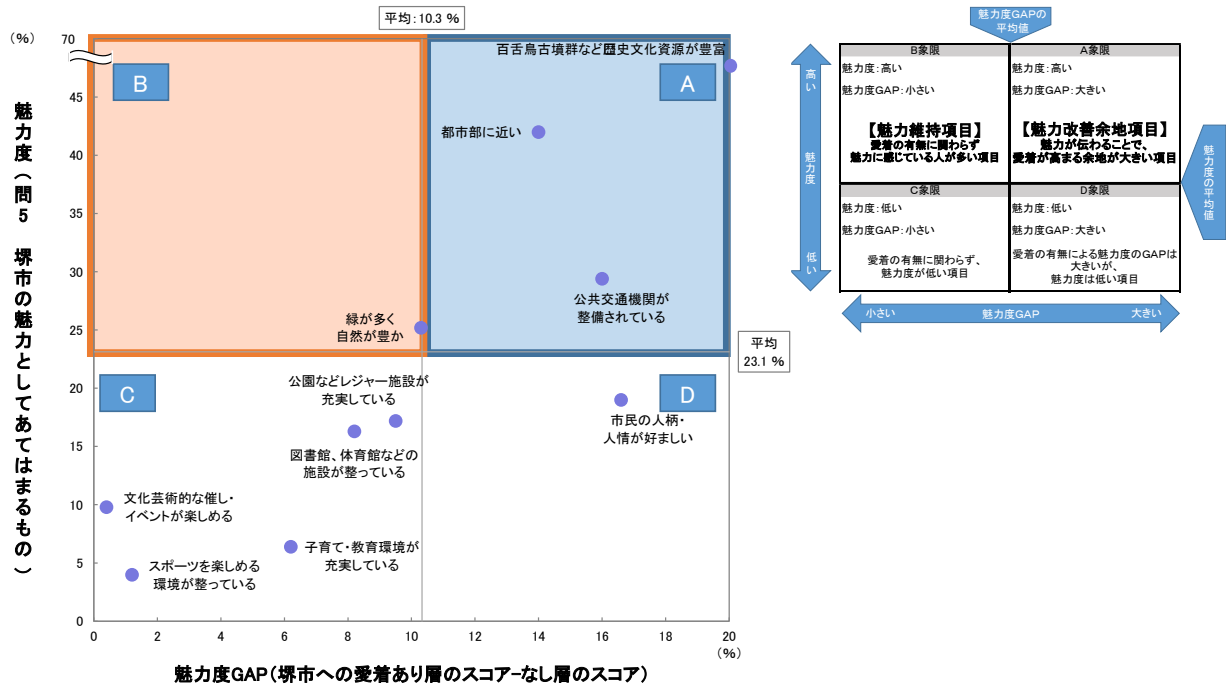 平均：10.3 %
(％)
70
45
40
35
30
25
20
15
10
5
0
魅力度（問5　堺市の魅力としてあてはまるもの）
B
A
百舌鳥古墳群など歴史文化資源が豊富
都市部に近い
公共交通機関が
整備されている
緑が多く
自然が豊か
平均
23.1 %
C
D
公園などレジャー施設が
充実している
市民の人柄・
人情が好ましい
図書館、体育館などの
施設が整っている
文化芸術的な催し・
イベントが楽しめる
子育て・教育環境が
充実している
スポーツを楽しめる
環境が整っている
0 2 4 6 8 10 12 14 16 18 20
(％)
魅力度GAP（堺市への愛着あり層のスコア-なし層のスコア）
魅力度GAPの
平均値
高い
魅力度
低い
B象限
魅力度：高い
魅力度GAP：小さい
【魅力維持項目】
愛着の有無に関わらず
魅力に感じている人が多い項目
A象限
魅力度：高い
魅力度GAP：大きい
【魅力改善余地項目】
魅力が伝わることで、
愛着が高まる余地が大きい項目
魅力度の平均値
C象限
魅力度：低い
魅力度GAP：小さい
愛着の有無に関わらず、
魅力度が低い項目
D象限
魅力度：低い
魅力度GAP：大きい
愛着の有無による魅力度のGAPは
大きいが、
魅力度は低い項目
小さい 魅力度GAP 大きい